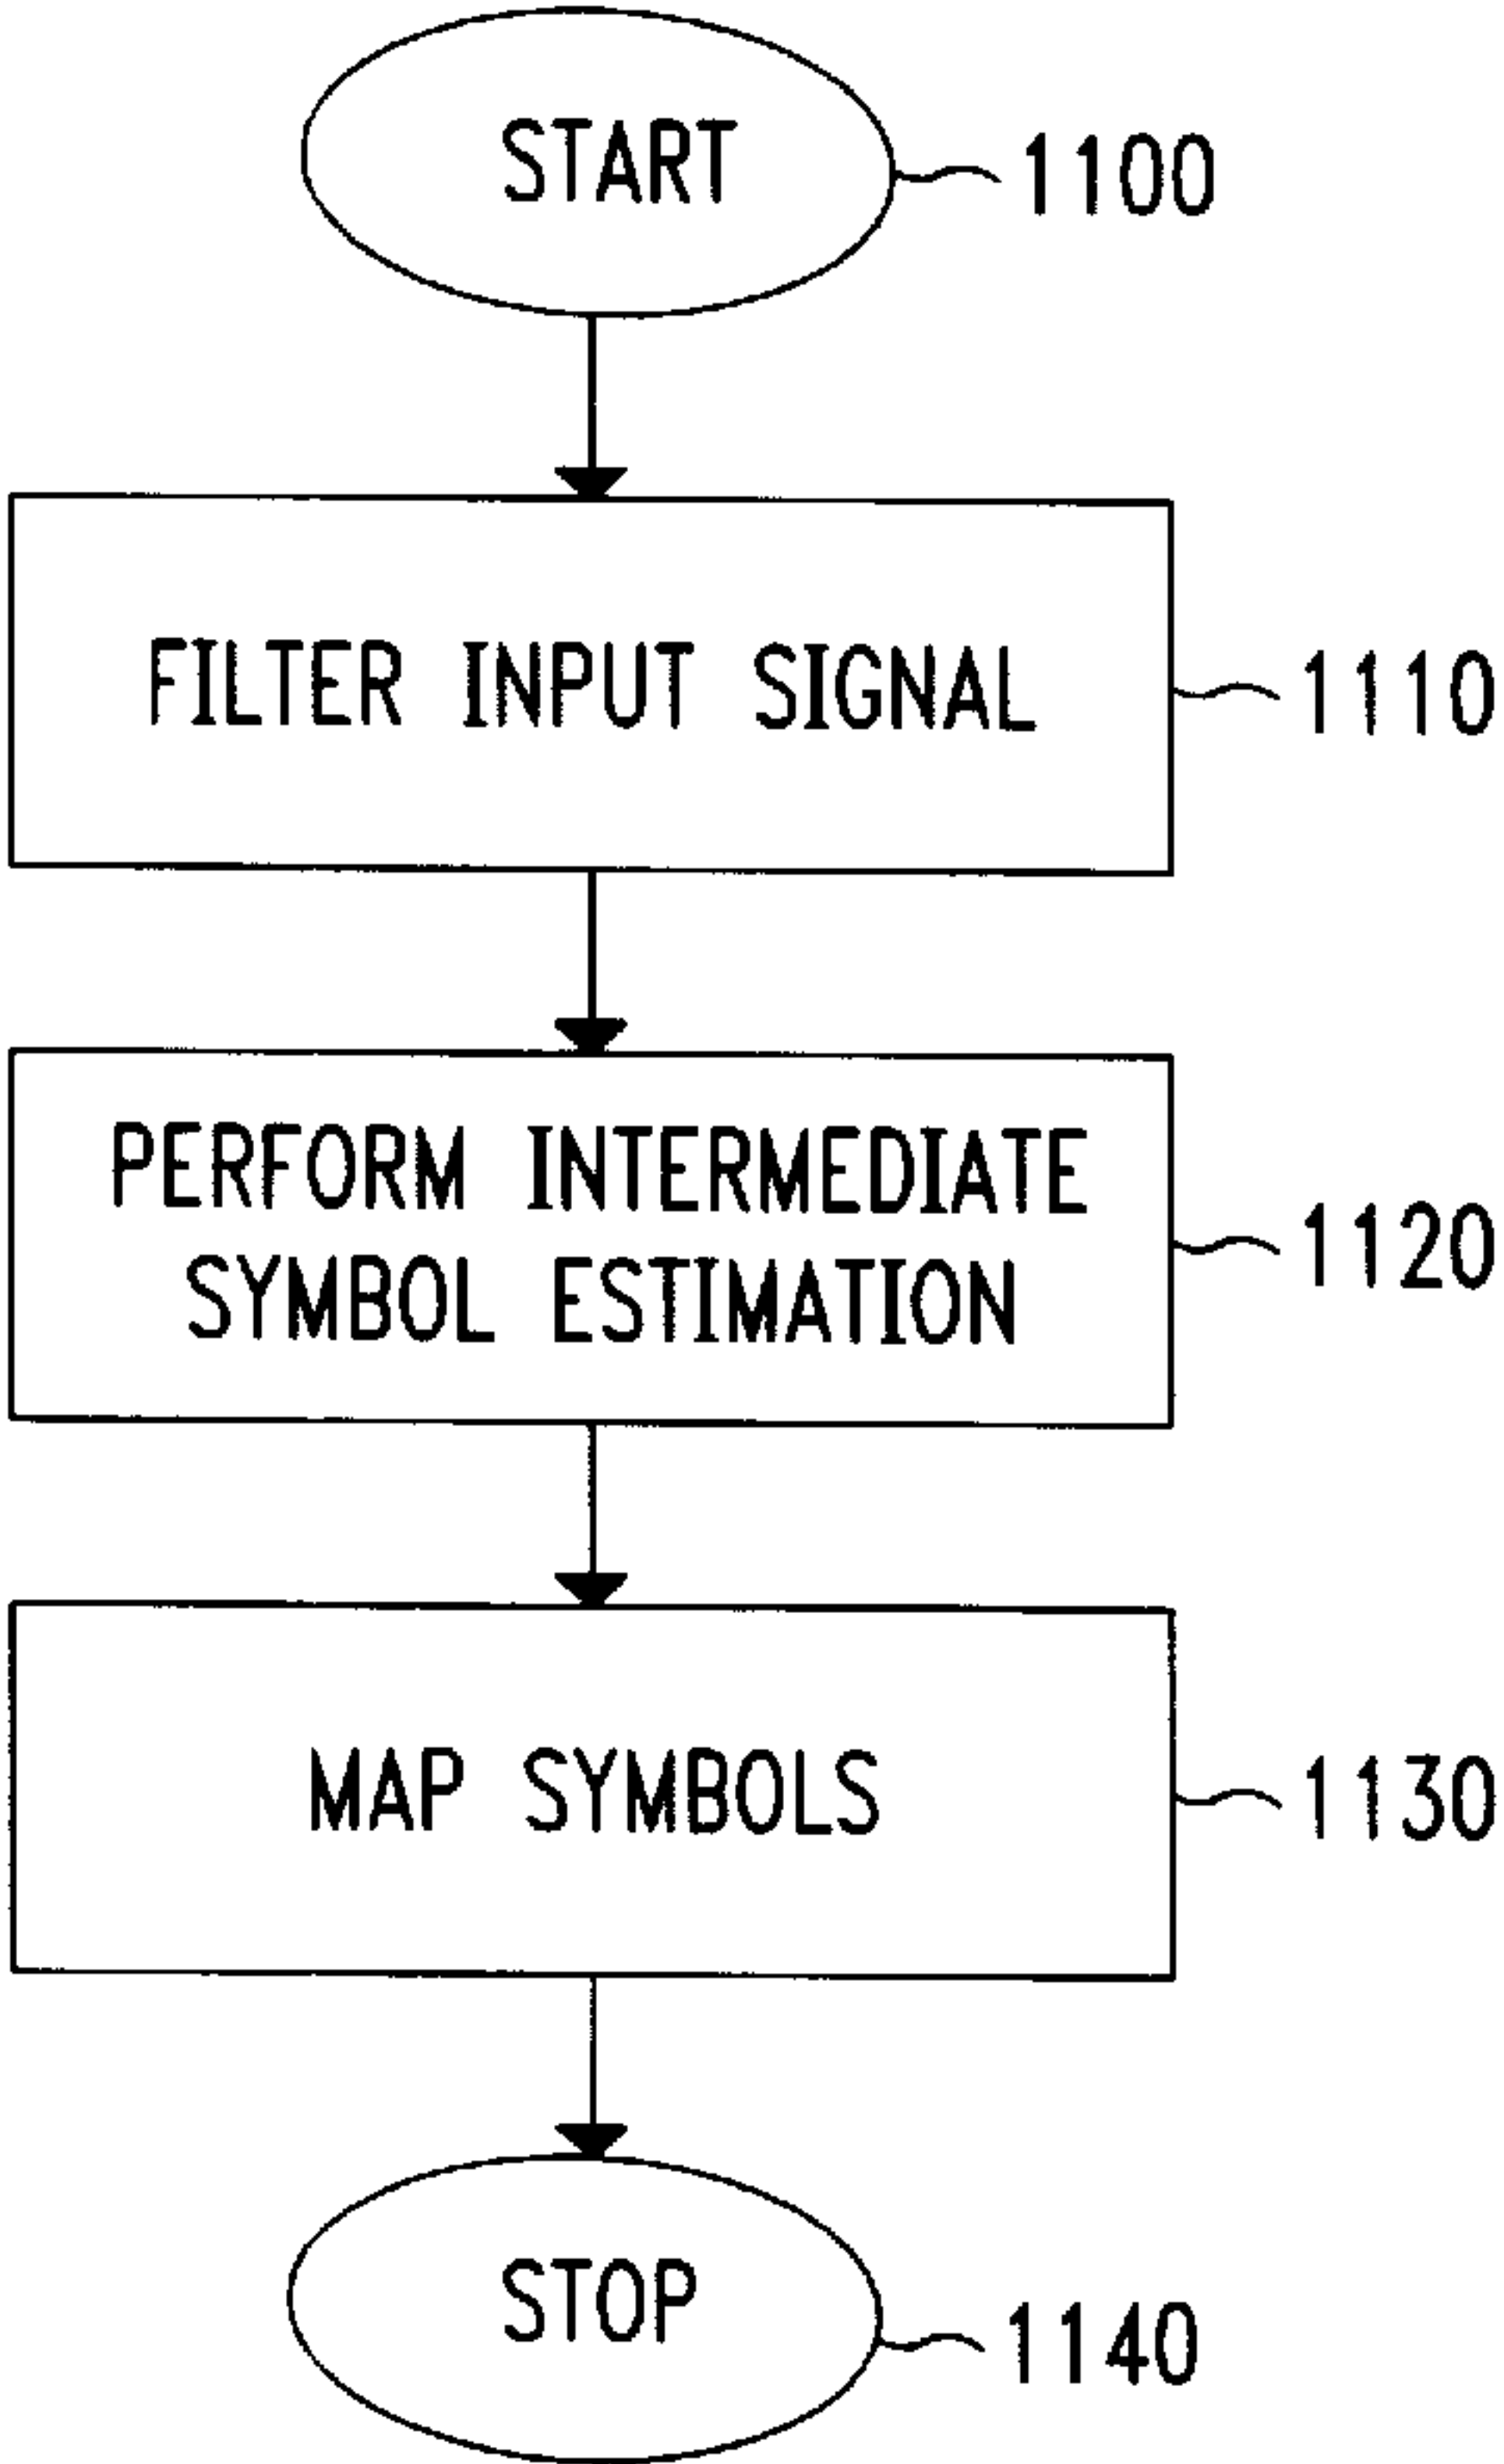 START
1100
FILTER INPUT SIGNAL
1110
PERFORM INTERMEDIATE
SYMBOL ESTIMATION
1120
MAP SYMBOLS
1130
STOP
1140